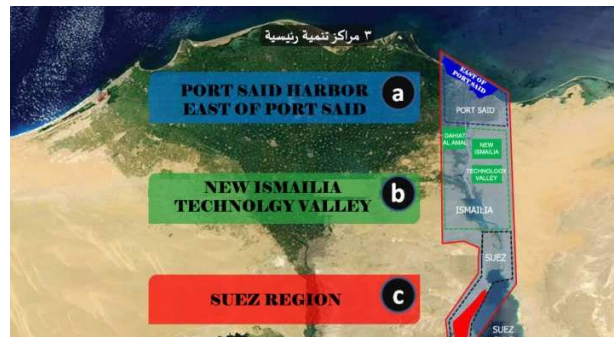 ٣ مراكز تنمية رئيسية
PORT SAID HARBOR
EAST OF PORT SAID
a
EAST OF
PORT SAID
PORT SAID
DAHIAT
AL AMAL
NEW
ISMAILIA
TECHNOLOGY
VALLEY
NEW ISMAILIA
TECHNOLGY VALLEY
b
ISMAILIA
SUEZ
SUEZ REGION
c
SUEZ